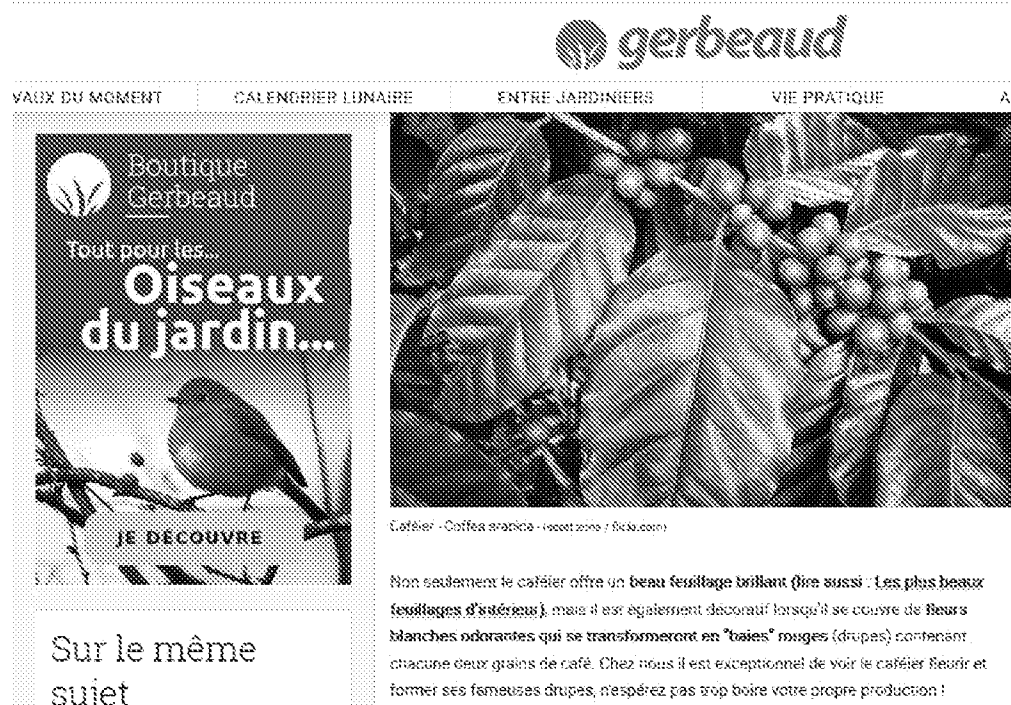 gerbeaud
VAUX DU MOMENT
CALENDRIER LUNAIRE
ENTRE JARDINIERS
VIE PRATIQUE
A
Boutique
Gerbeaud
Tout pour les...
Oiseaux
du jardin...
JE DÉCOUVRE
Sur le même
sujet
Caféier - Coffea arabica - (scott zona / flickr.com)
Non seulement le caféier offre un beau feuillage brillant (lire aussi : Les plus beaux
feuillages d'intérieur), mais il est également décoratif lorsqu'il se couvre de fleurs
blanches odorantes qui se transformeront en "baies" rouges (drupes) contenant
chacune deux grains de café. Chez nous il est exceptionnel de voir le caféier fleurir et
former ses fameuses drupes, n'espérez pas trop boire votre propre production !